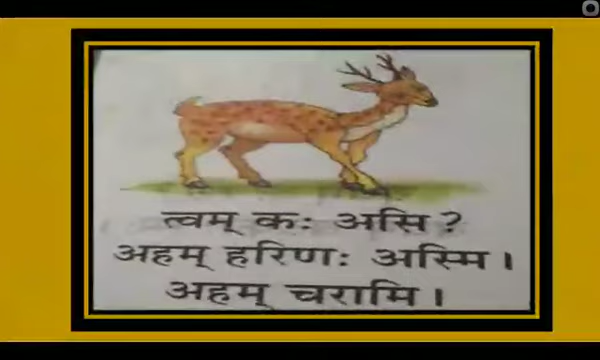 त्वम् कः असि ?
अहम् हरिणः अस्मि ।
अहम् चरामि ।